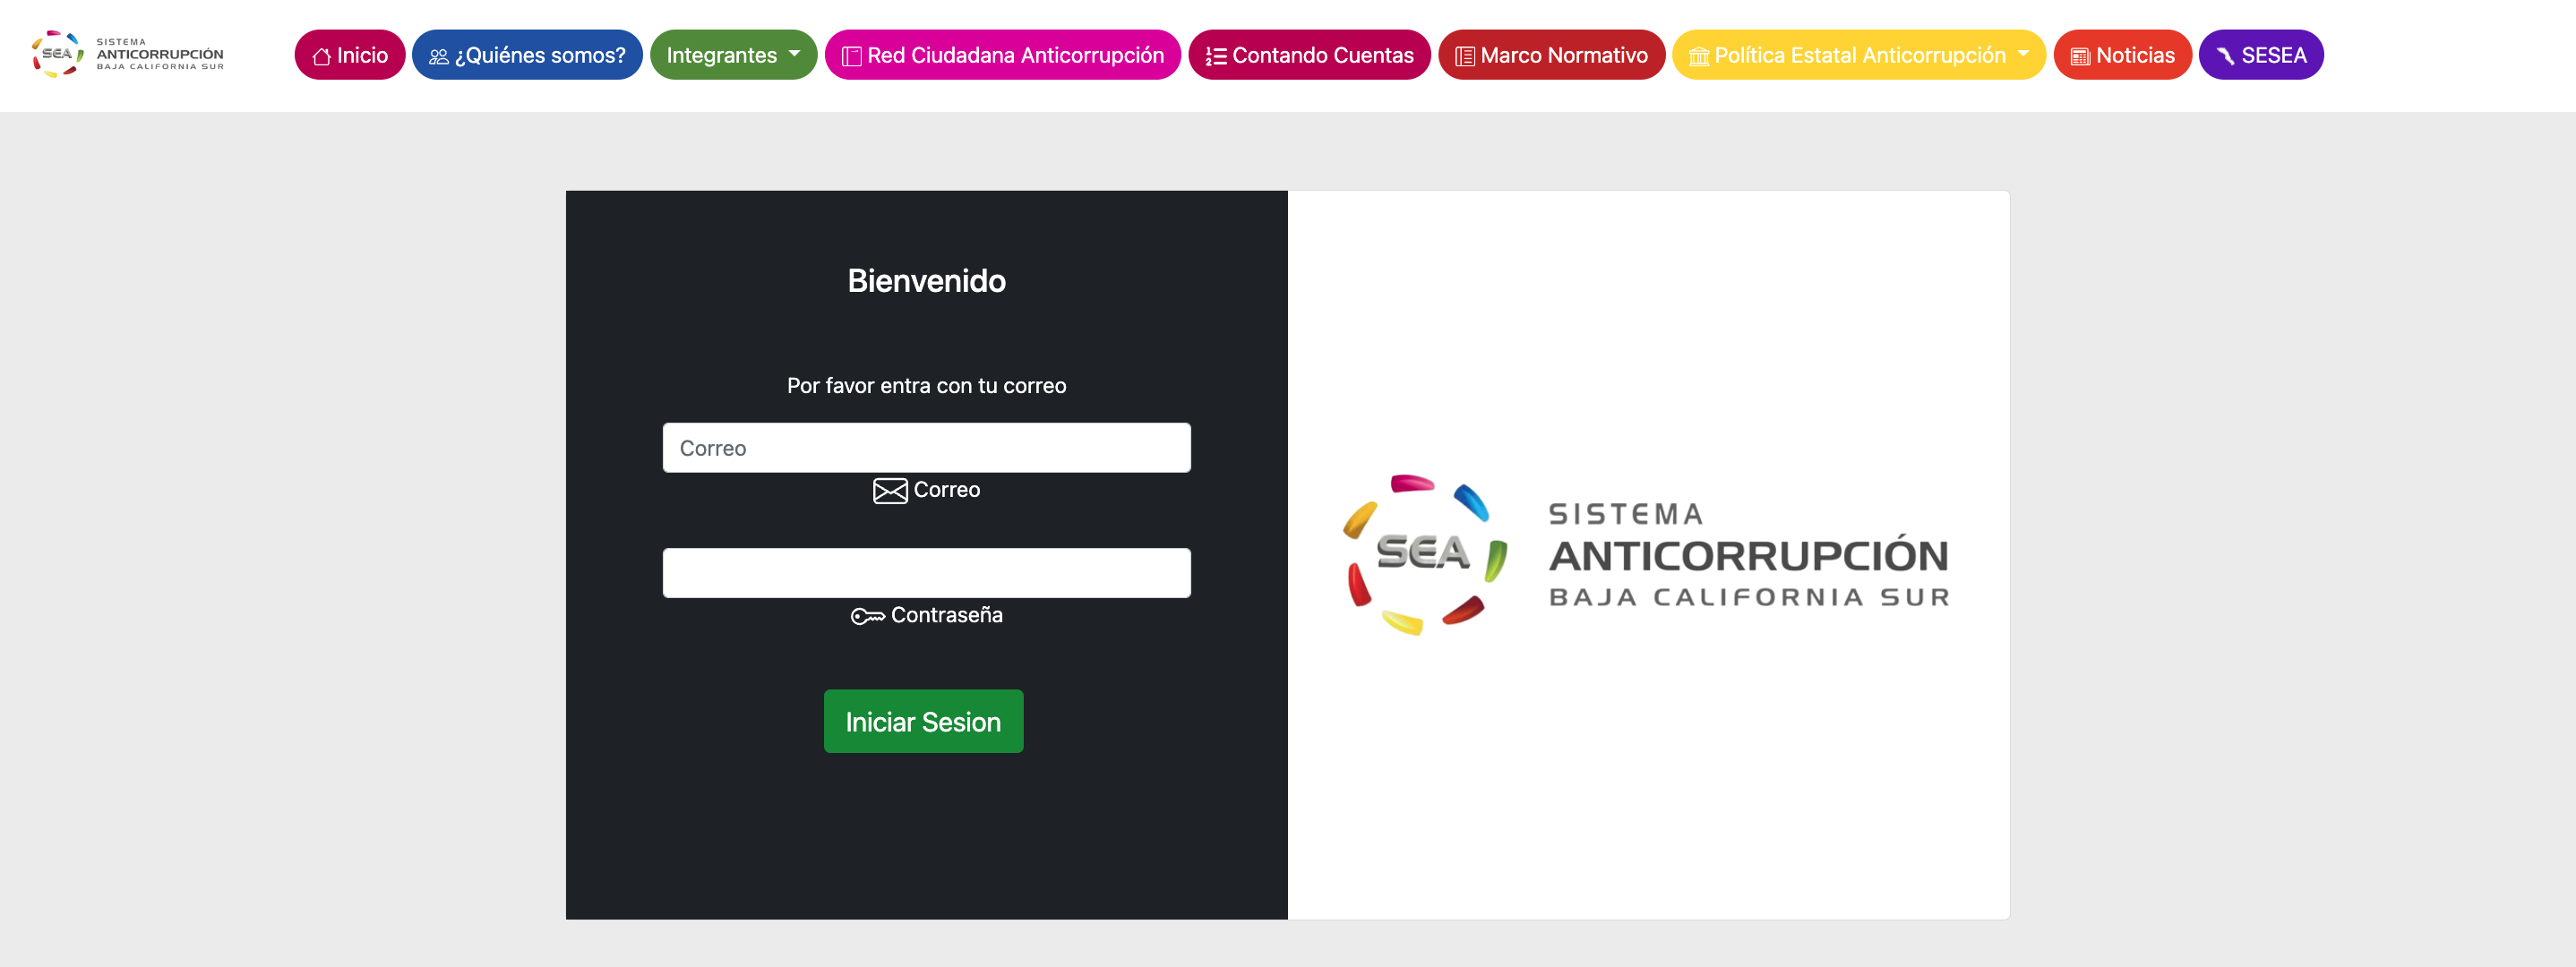 SEA
SISTEMA
ANTICORRUPCIÓN
BAJA CALIFORNIA SUR
Inicio
¿Quiénes somos?
Integrantes
Red Ciudadana Anticorrupción
Contando Cuentas
Marco Normativo
Política Estatal Anticorrupción
Noticias
SESEA
Bienvenido
Por favor entra con tu correo
Correo
Correo
Contraseña
Iniciar Sesion
SEA
SISTEMA
ANTICORRUPCIÓN
BAJA CALIFORNIA SUR